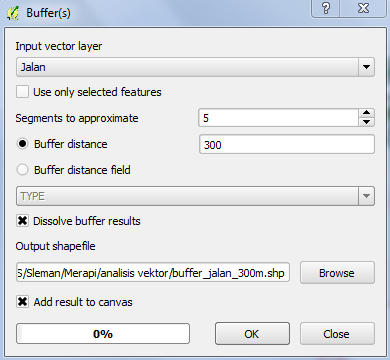 Buffer(s)
Input vector layer
Jalan
Use only selected features
Segments to approximate 5
Buffer distance 300
Buffer distance field
TYPE
Dissolve buffer results
Output shapefile
S/Sleman/Merapi/analisis vektor/buffer_jalan_300m.shp Browse
Add result to canvas
0% OK Close